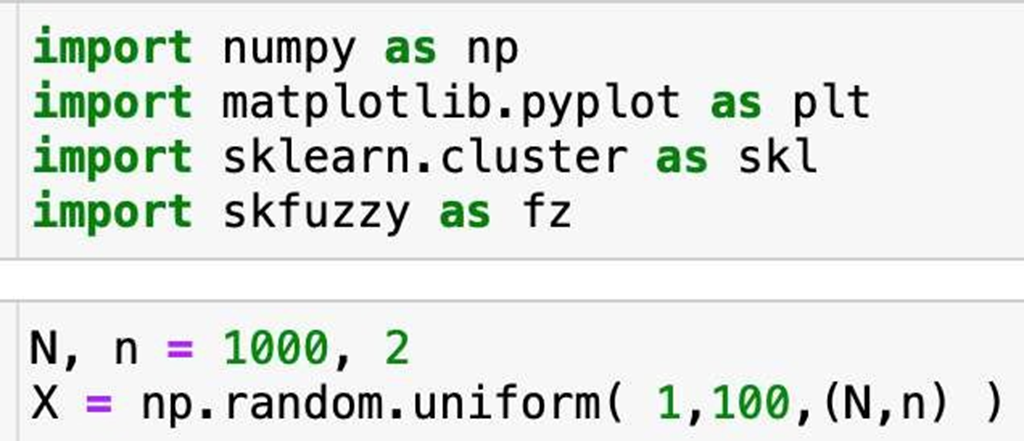 import numpy as np
import matplotlib.pyplot as plt
import sklearn.cluster as skl
import skfuzzy as fz
N, n = 1000, 2
X = np.random.uniform( 1,100,(N,n) )